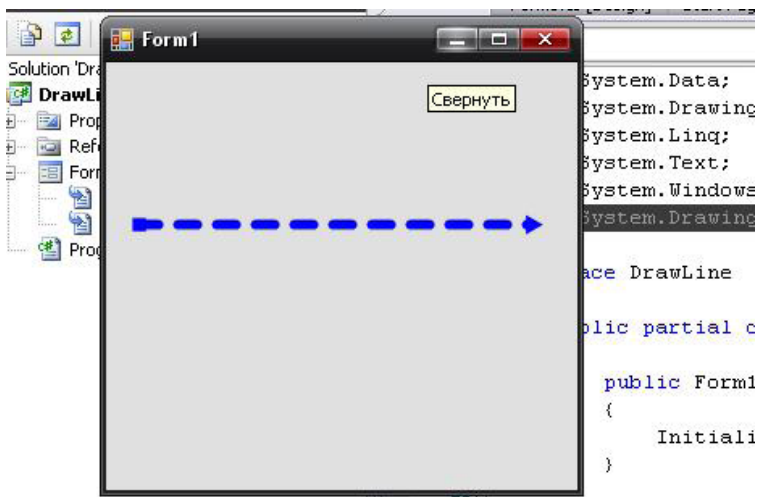 Form1
Solution 'Dra
DrawLi
Prop
Refe
Form
Prog
Свернуть
System.Data;
System.Drawing
System.Linq;
System.Text;
System.Windows
System.Drawing
ace DrawLine
blic partial c
public Form1
{
Initiali
}